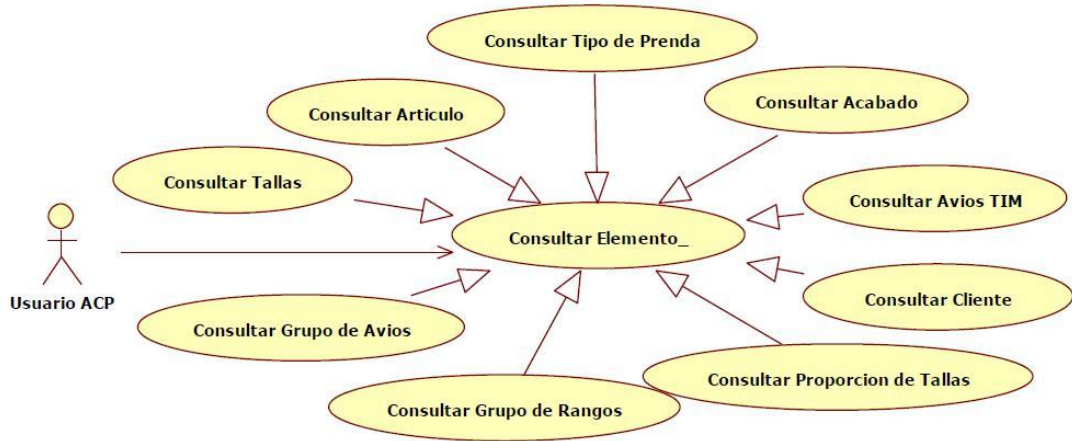 Consultar Tipo de Prenda
Consultar Articulo
Consultar Acabado
Consultar Tallas
Consultar Avios TIM
Consultar Elemento_
Usuario ACP
Consultar Cliente
Consultar Grupo de Avios
Consultar Proporcion de Tallas
Consultar Grupo de Rangos